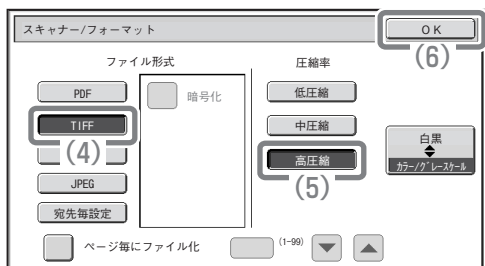 スキャナー/フォーマット
OK
(6)
ファイル形式
圧縮率
PDF
暗号化
低圧縮
TIFF
中圧縮
(4)
白黒
高圧縮
カラー/グレースケール
(5)
JPEG
宛先毎設定
ページ毎にファイル化
(1-99)